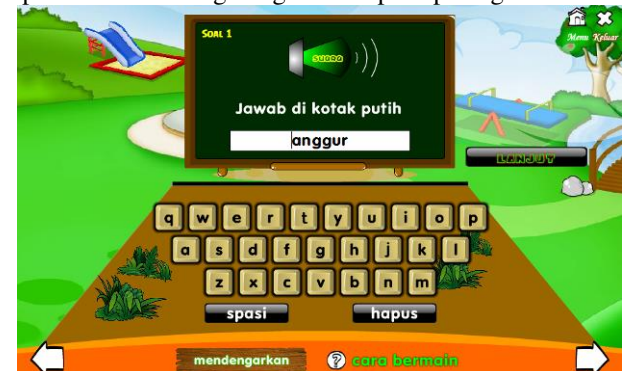 SOAL 1
SUARA
Menu Keluar
Jawab di kotak putih
anggur
LANJUT
q w e r t y u i o p
a s d f g h j k l
z x c v b n m
spasi hapus
mendengarkan ? cara bermain